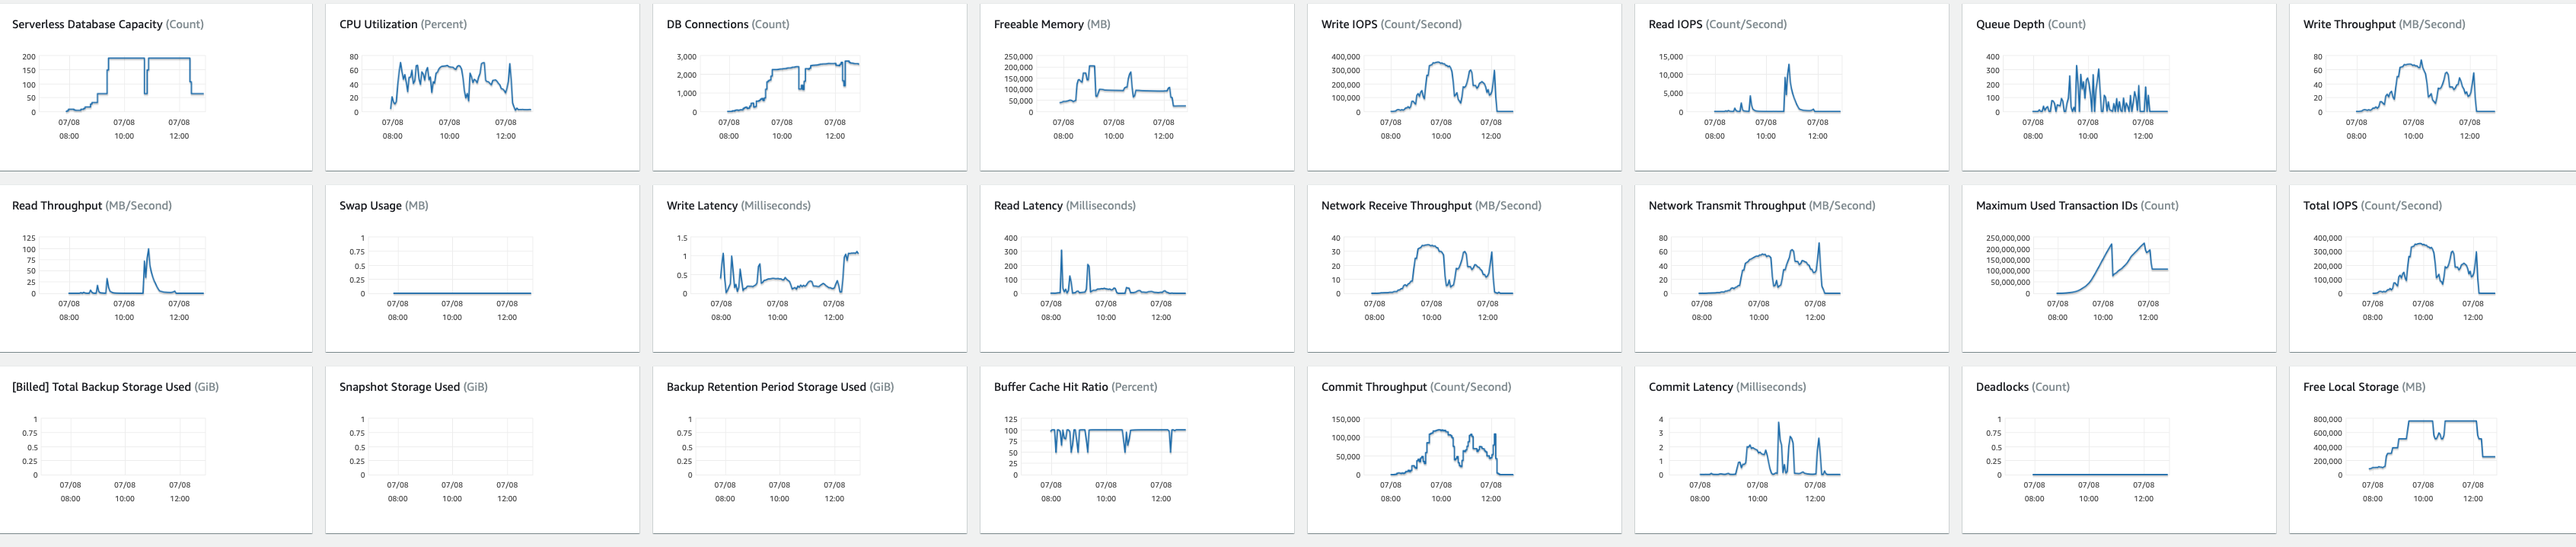 Serverless Database Capacity (Count)
200
150
100
50
0
07/08 07/08 07/08
08:00 10:00 12:00
CPU Utilization (Percent)
80
60
40
20
0
07/08 07/08 07/08
08:00 10:00 12:00
DB Connections (Count)
3,000
2,000
1,000
0
07/08 07/08 07/08
08:00 10:00 12:00
Freeable Memory (MB)
250,000
200,000
150,000
100,000
50,000
0
07/08 07/08 07/08
08:00 10:00 12:00
Write IOPS (Count/Second)
400,000
300,000
200,000
100,000
0
07/08 07/08 07/08
08:00 10:00 12:00
Read IOPS (Count/Second)
15,000
10,000
5,000
0
07/08 07/08 07/08
08:00 10:00 12:00
Queue Depth (Count)
400
300
200
100
0
07/08 07/08 07/08
08:00 10:00 12:00
Write Throughput (MB/Second)
80
60
40
20
0
07/08 07/08 07/08
08:00 10:00 12:00
Read Throughput (MB/Second)
125
100
75
50
25
0
07/08 07/08 07/08
08:00 10:00 12:00
Swap Usage (MB)
1
0.75
0.5
0.25
0
07/08 07/08 07/08
08:00 10:00 12:00
Write Latency (Milliseconds)
1.5
1
0.5
0
07/08 07/08 07/08
08:00 10:00 12:00
Read Latency (Milliseconds)
400
300
200
100
0
07/08 07/08 07/08
08:00 10:00 12:00
Network Receive Throughput (MB/Second)
40
30
20
10
0
07/08 07/08 07/08
08:00 10:00 12:00
Network Transmit Throughput (MB/Second)
80
60
40
20
0
07/08 07/08 07/08
08:00 10:00 12:00
Maximum Used Transaction IDs (Count)
250,000,000
200,000,000
150,000,000
100,000,000
50,000,000
0
07/08 07/08 07/08
08:00 10:00 12:00
Total IOPS (Count/Second)
400,000
300,000
200,000
100,000
0
07/08 07/08 07/08
08:00 10:00 12:00
[Billed] Total Backup Storage Used (GiB)
1
0.75
0.5
0.25
0
07/08 07/08 07/08
08:00 10:00 12:00
Snapshot Storage Used (GiB)
1
0.75
0.5
0.25
0
07/08 07/08 07/08
08:00 10:00 12:00
Backup Retention Period Storage Used (GiB)
1
0.75
0.5
0.25
0
07/08 07/08 07/08
08:00 10:00 12:00
Buffer Cache Hit Ratio (Percent)
125
100
75
50
25
0
07/08 07/08 07/08
08:00 10:00 12:00
Commit Throughput (Count/Second)
150,000
100,000
50,000
0
07/08 07/08 07/08
08:00 10:00 12:00
Commit Latency (Milliseconds)
4
3
2
1
0
07/08 07/08 07/08
08:00 10:00 12:00
Deadlocks (Count)
1
0.75
0.5
0.25
0
07/08 07/08 07/08
08:00 10:00 12:00
Free Local Storage (MB)
800,000
600,000
400,000
200,000
0
07/08 07/08 07/08
08:00 10:00 12:00